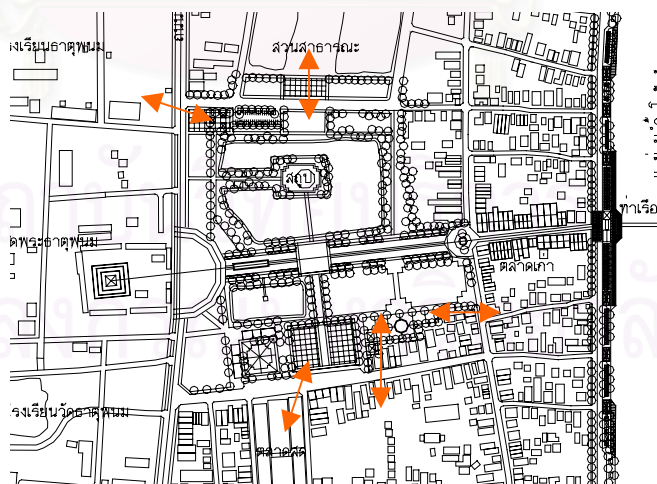 รงเรียนธาตุพนม
ถนน
สวนสาธารณะ
สถูป
ท่าเรือ
ดพระธาตุพนม
ตลาดเก่า
รงเรียนวัดธาตุพนม
ตลาดสด